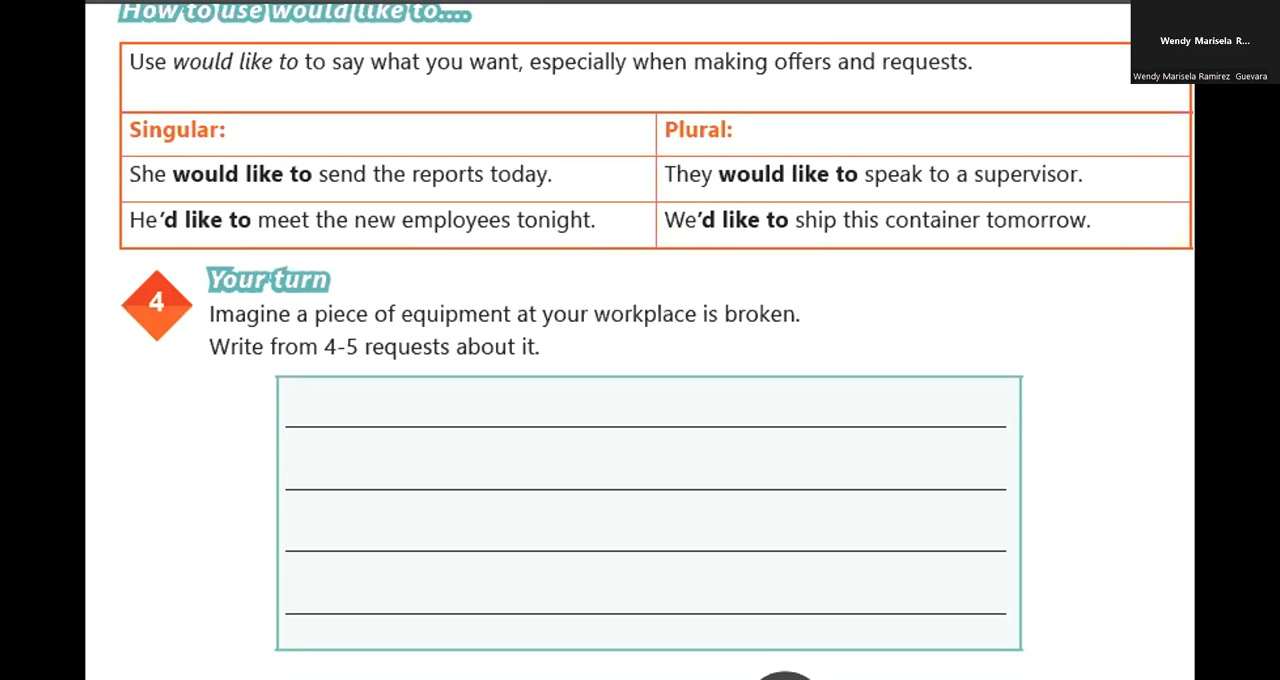 How to use would like to....
Wendy Marisela R...
Wendy Marisela Ramirez Guevara
Use would like to to say what you want, especially when making offers and requests.
Singular:
Plural:
She would like to send the reports today.
They would like to speak to a supervisor.
He'd like to meet the new employees tonight.
We'd like to ship this container tomorrow.
4
Your turn
Imagine a piece of equipment at your workplace is broken.
Write from 4-5 requests about it.